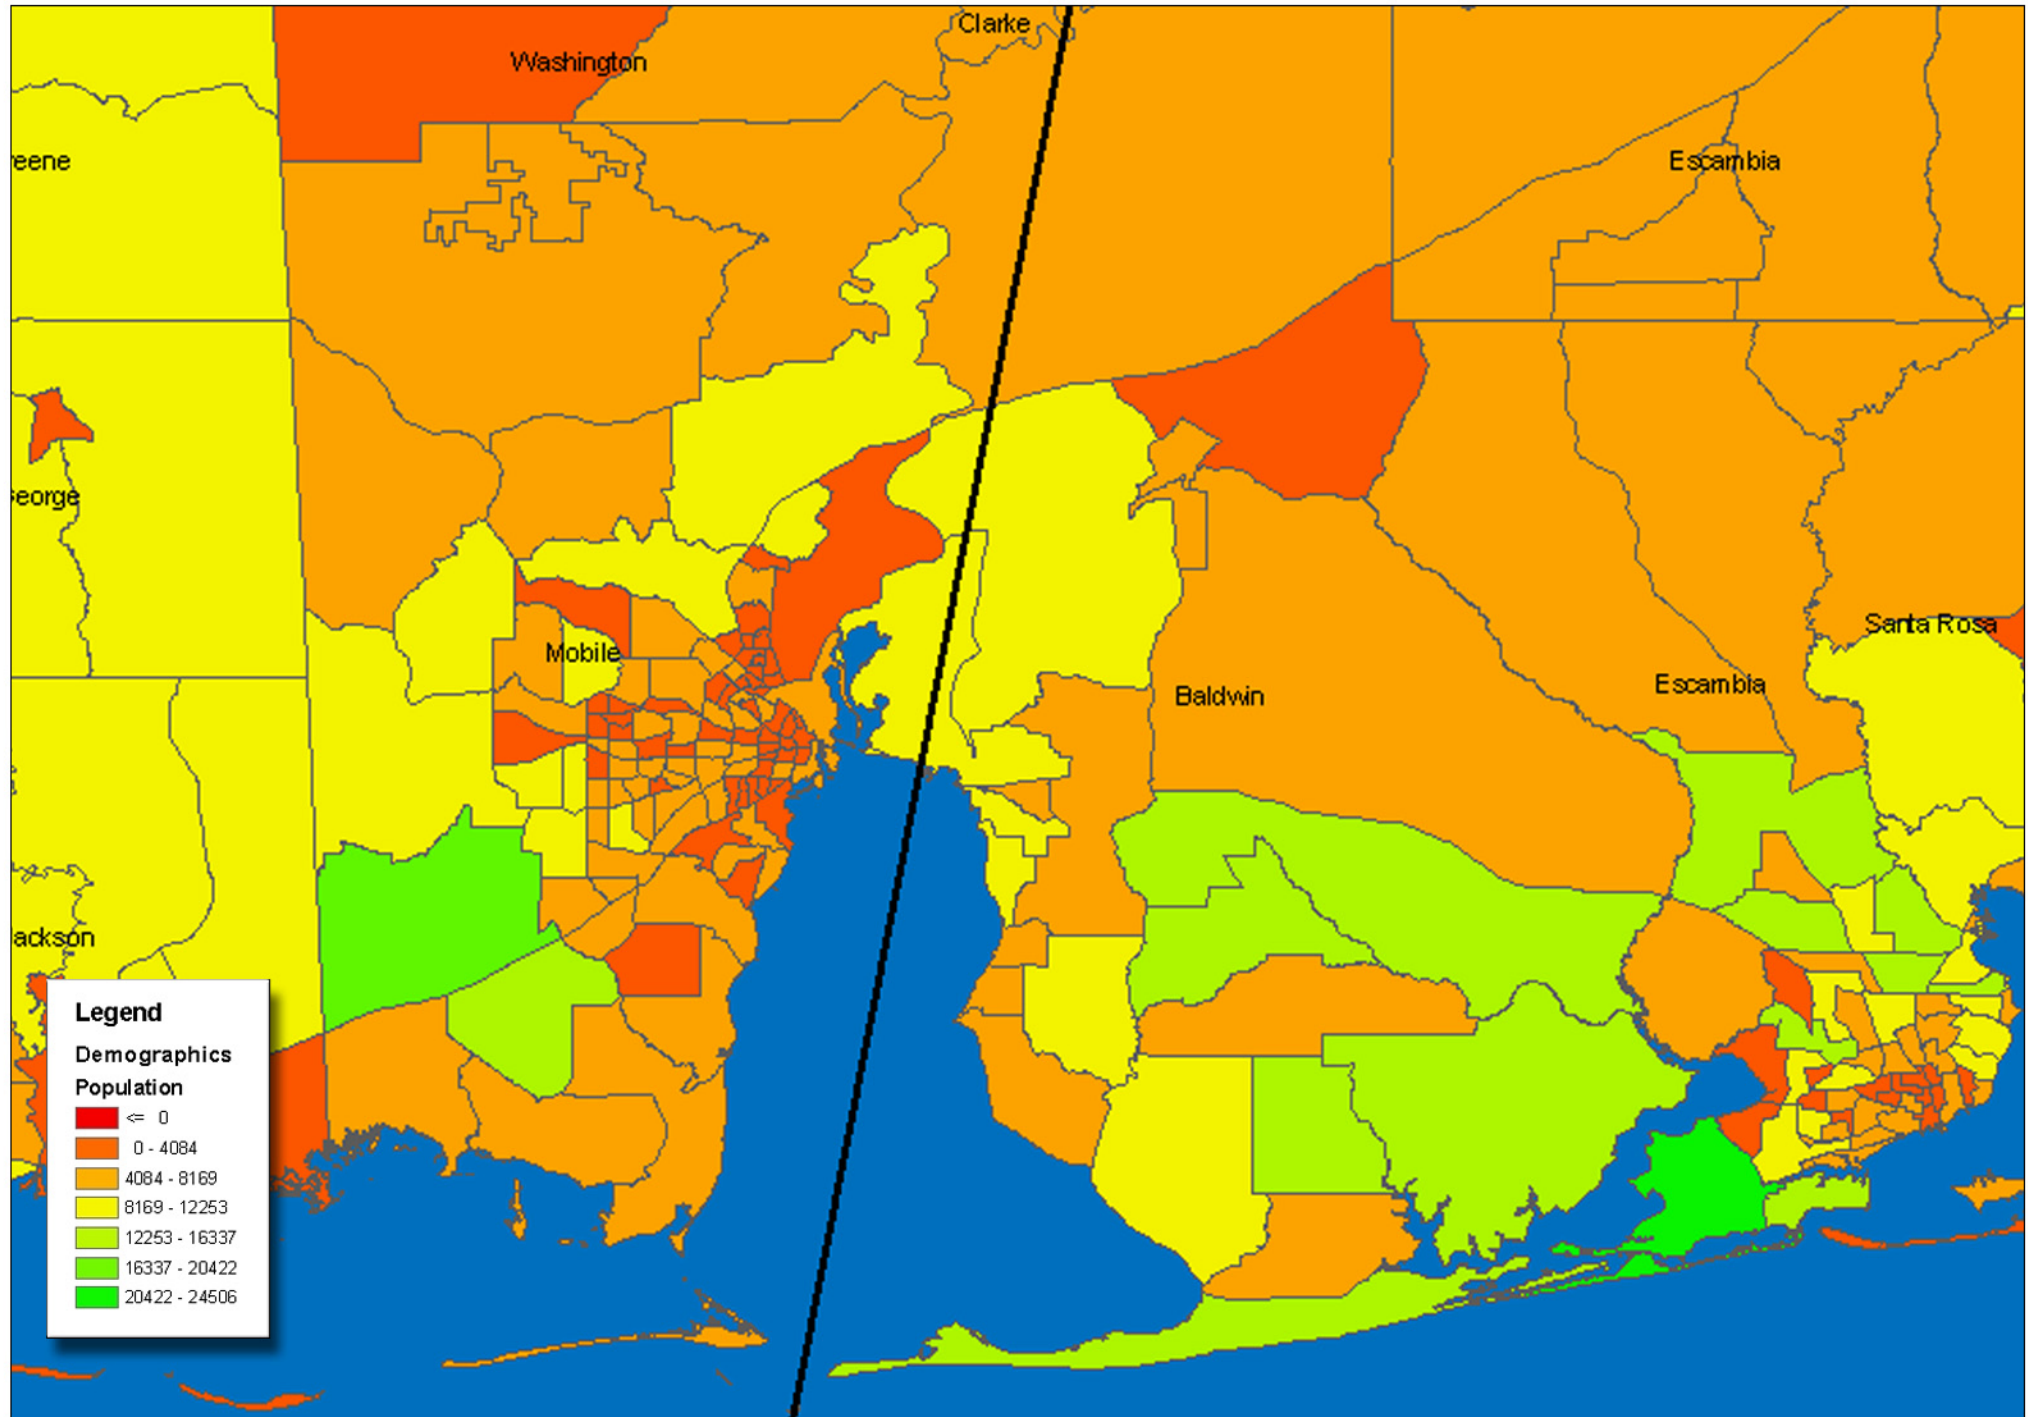 Clarke
Washington
Escambia
reene
eorge
Santa Rosa
Mobile
Escambia
Baldwin
ackson
Legend
Demographics
Population
<= 0
0 - 4084
4084 - 8169
8169 - 12253
12253 - 16337
16337 - 20422
20422 - 24506